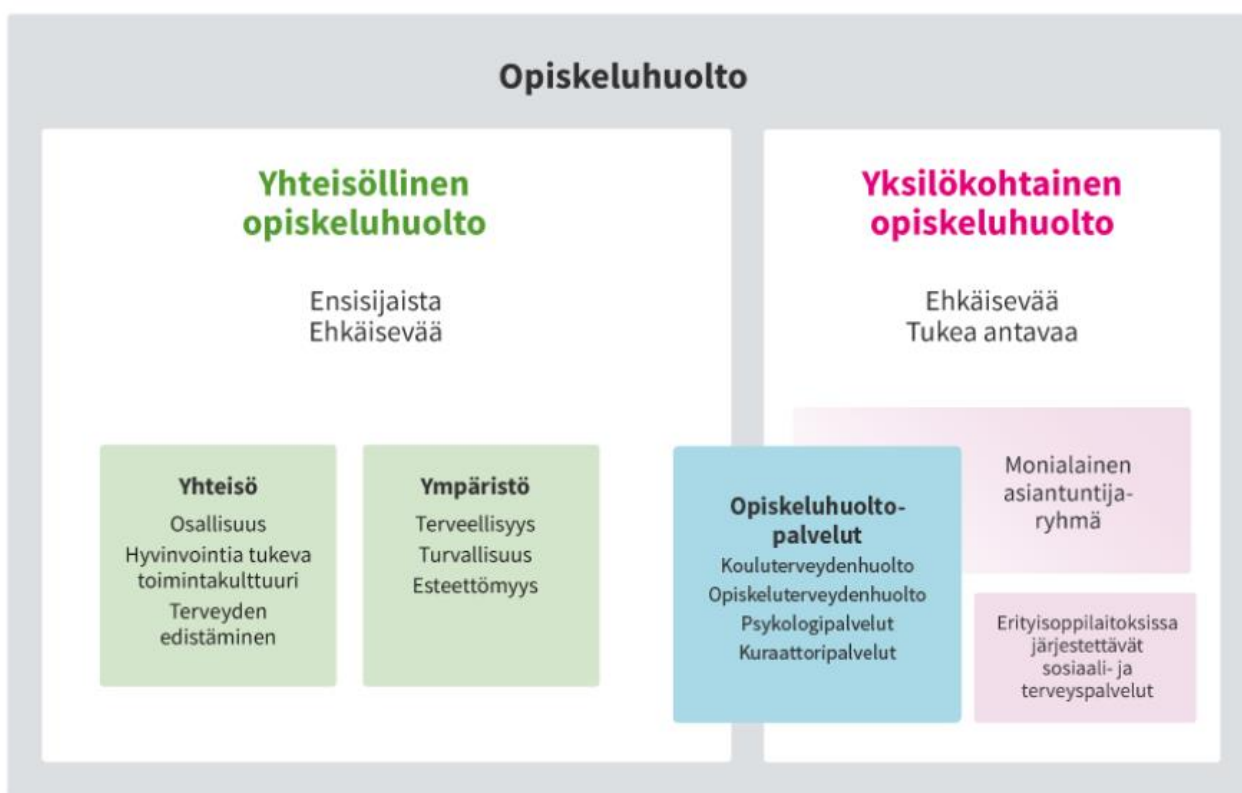 Opiskeluhuolto
Yhteisöllinen
opiskeluhuolto
Ensisijaista
Ehkäisevää
Yhteisö
Osallisuus
Hyvinvointia tukeva
toimintakulttuuri
Terveyden
edistäminen
Ympäristö
Terveellisyys
Turvallisuus
Esteettömyys
Opiskeluhuolto-
palvelut
Kouluterveydenhuolto
Opiskeluterveydenhuolto
Psykologipalvelut
Kuraattoripalvelut
Yksilökohtainen
opiskeluhuolto
Ehkäisevää
Tukea antavaa
Monialainen
asiantuntija-
ryhmä
Erityisoppilaitoksissa
järjestettävät
sosiaali- ja
terveyspalvelut